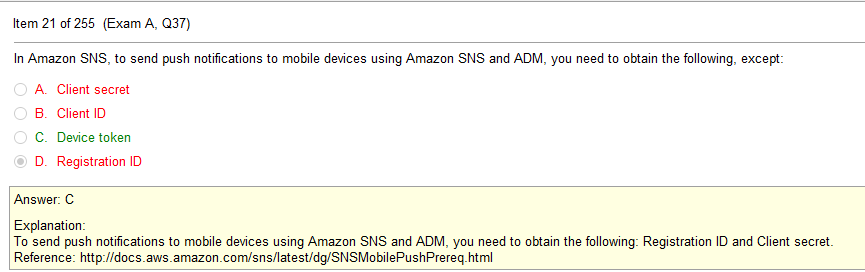 Item 21 of 255 (Exam A, Q37)
In Amazon SNS, to send push notifications to mobile devices using Amazon SNS and ADM, you need to obtain the following, except:
A. Client secret
B. Client ID
C. Device token
D. Registration ID
Answer: C
Explanation:
To send push notifications to mobile devices using Amazon SNS and ADM, you need to obtain the following: Registration ID and Client secret.
Reference: http://docs.aws.amazon.com/sns/latest/dg/SNSMobilePushPrereq.html